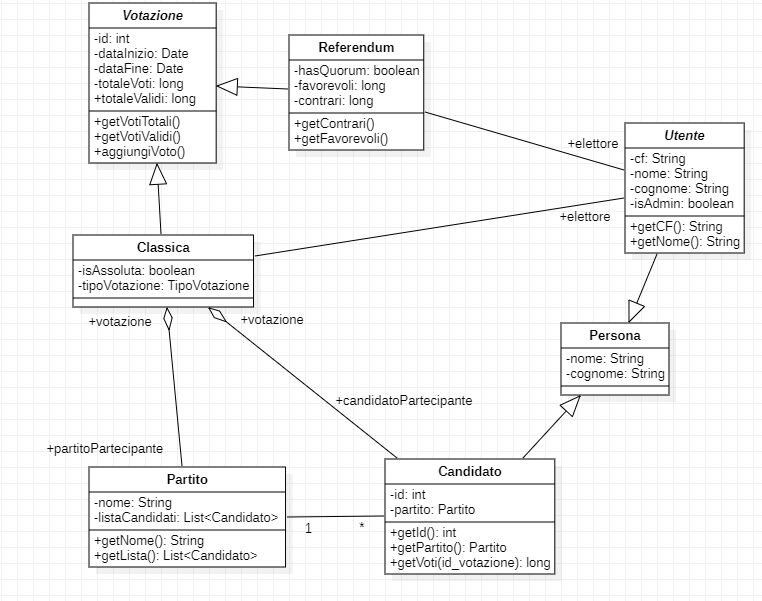 Votazione
-id: int
-dataInizio: Date
-dataFine: Date
-totaleVoti: long
+totaleValidi: long
+getVotiTotali()
+getVotiValidi()
+aggiungiVoto()
Referendum
-hasQuorum: boolean
-favorevoli: long
-contrari: long
+getContrari()
+getFavorevoli()
+elettore
Utente
-cf: String
-nome: String
-cognome: String
-isAdmin: boolean
+getCF(): String
+getNome(): String
+elettore
Classica
-isAssoluta: boolean
-tipoVotazione: TipoVotazione
+votazione
+votazione
Persona
-nome: String
-cognome: String
+candidatoPartecipante
+partitoPartecipante
Partito
-nome: String
-listaCandidati: List<Candidato>
+getNome(): String
+getLista(): List<Candidato>
1
*
Candidato
-id: int
-partito: Partito
+getId(): int
+getPartito(): Partito
+getVoti(id_votazione): long